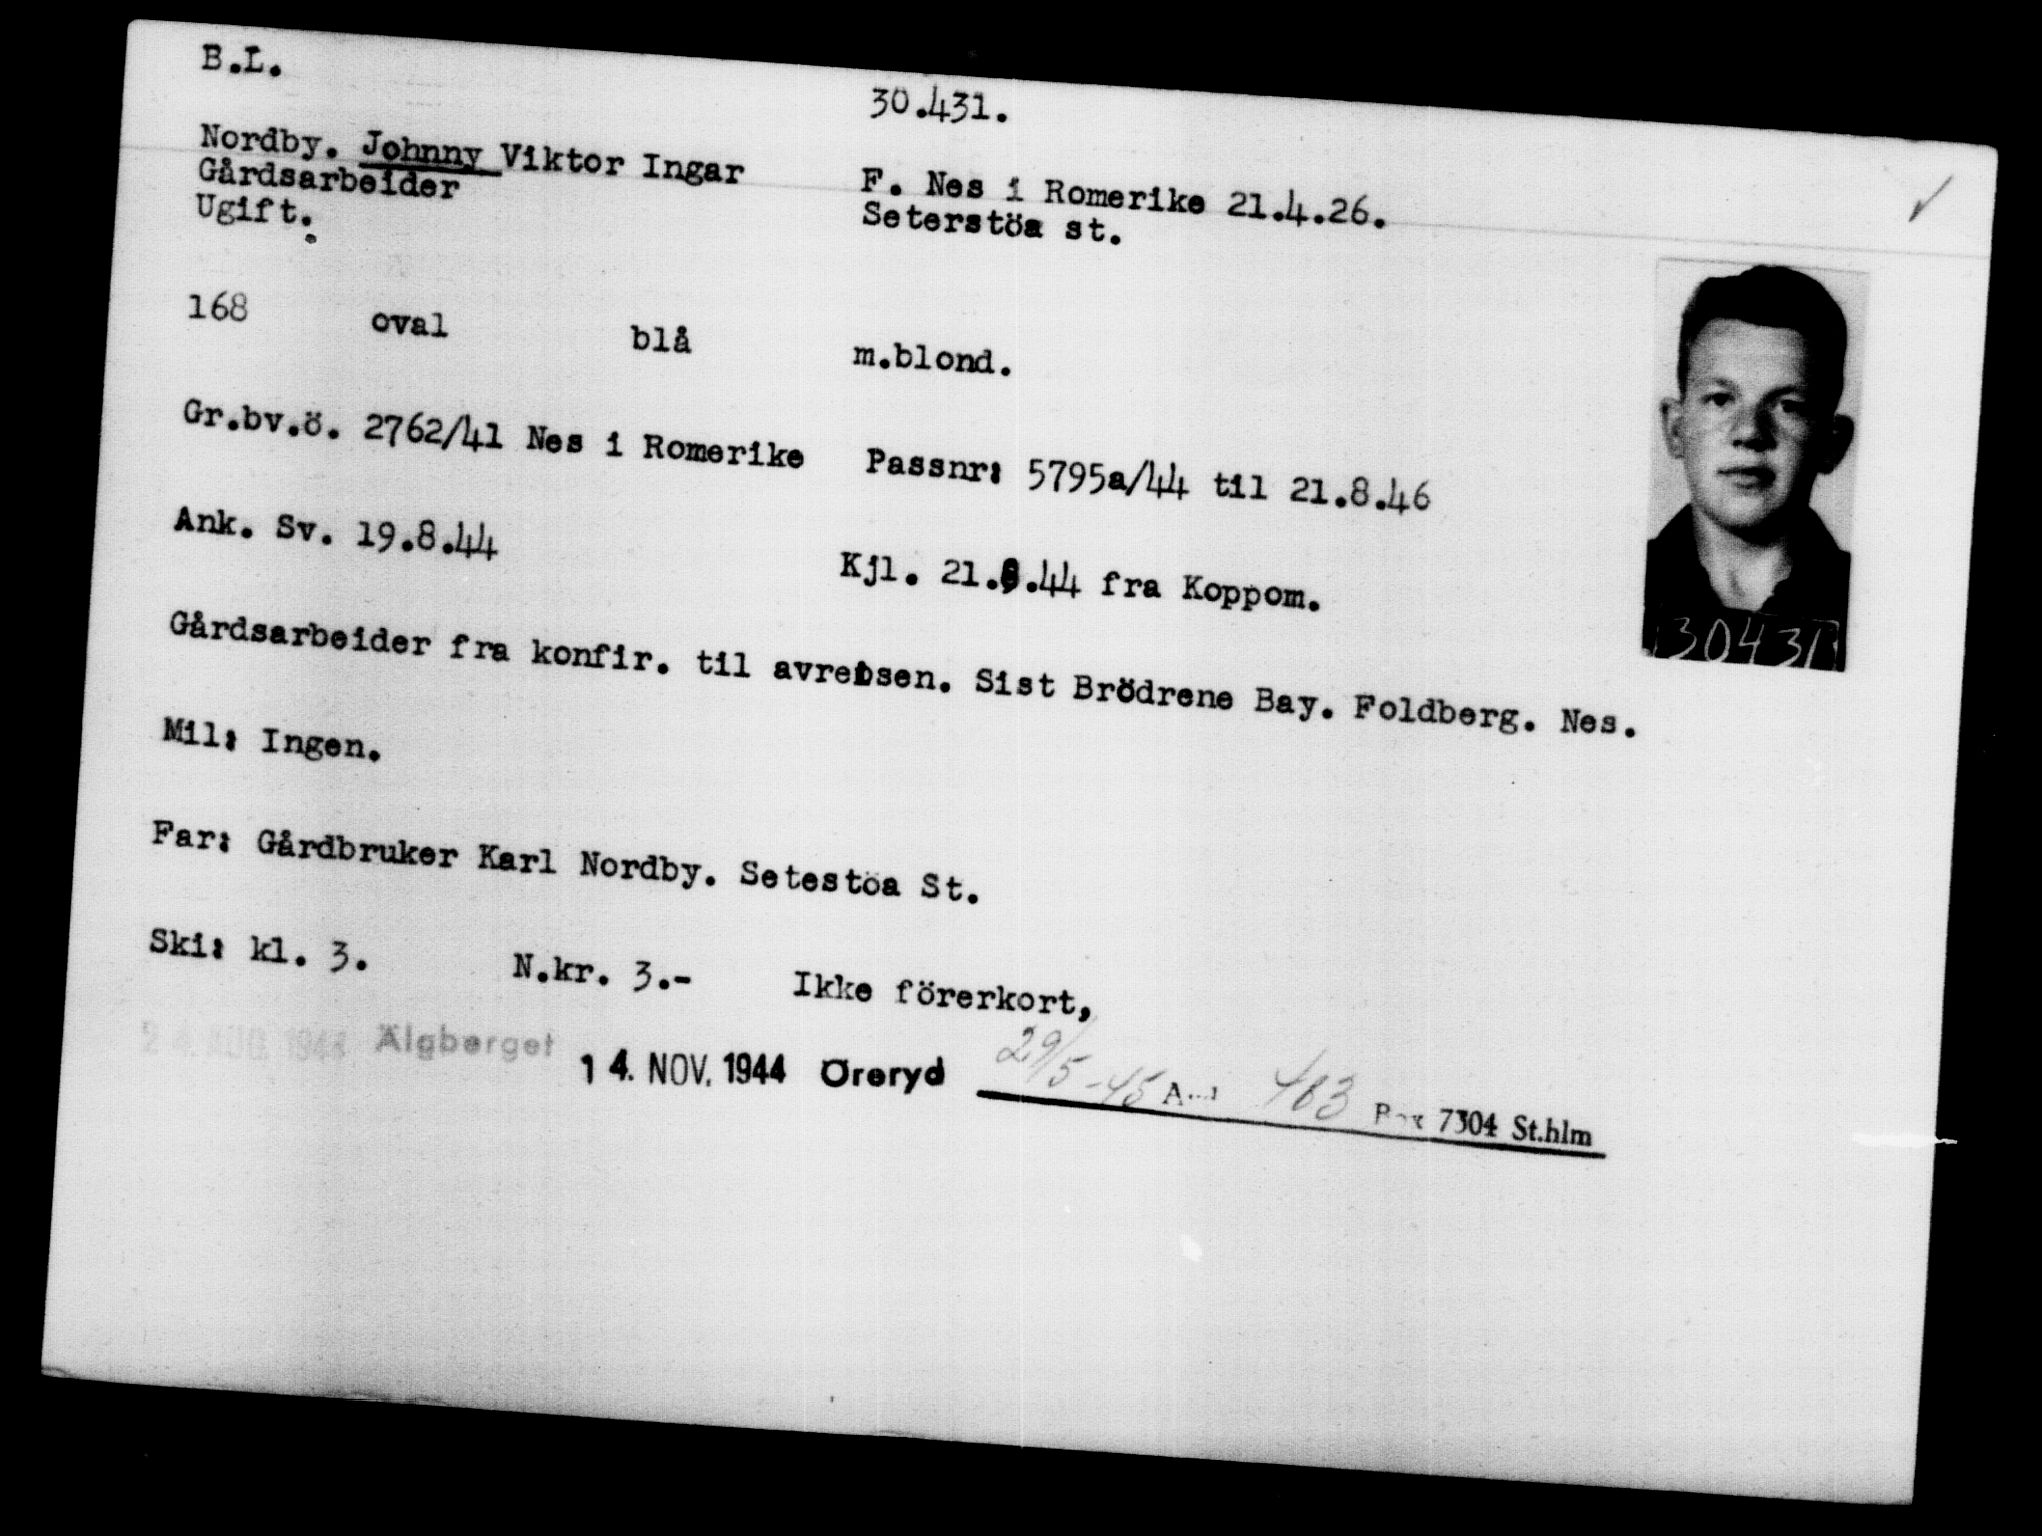 B.L.
30.431.
Nordby. Johnny Viktor Ingar
Gårdsarbeider
Ugift.
F. Nes i Romerike 21.4.26.
Seterstöa st.
168 oval blå m.blond.
Gr.bv.ö. 2762/41 Nes i Romerike Passnr: 5795a/44 til 21.8.46
Ank. Sv. 19.8.44 Kjl. 21.8.44 fra Koppom.
30431
Gårdsarbeider fra konfir. til avreisen. Sist Brödrene Bay. Foldberg. Nes.
Mil: Ingen.
Far: Gårdbruker Karl Nordby. Setestöa St.
Ski: kl. 3. N.kr. 3.- Ikke förerkort,
24. AUG. 1944 Älgberget
14. NOV. 1944 Öreryd 29/5-45 463 Box 7304 St.hlm